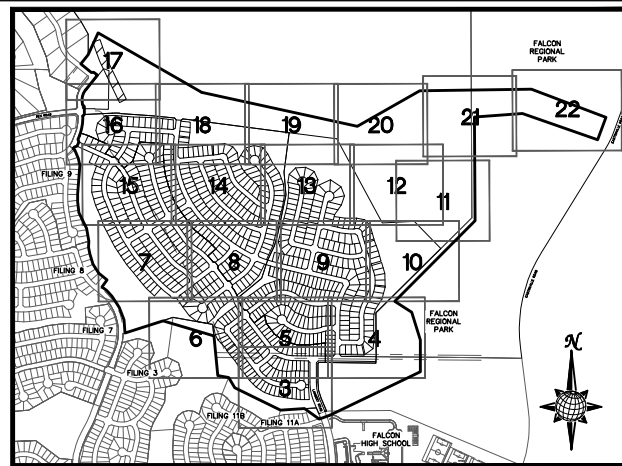 FALCON
REGIONAL
PARK
17
22
21
16
18
19
20
FILING 9
15
14
13
12
11
7
8
9
10
FILING 8
FALCON
REGIONAL
PARK
FILING 7
6
5
4
N
FILING 3
3
FILING 11B
FILING 11A
FALCON
HIGH SCHOOL